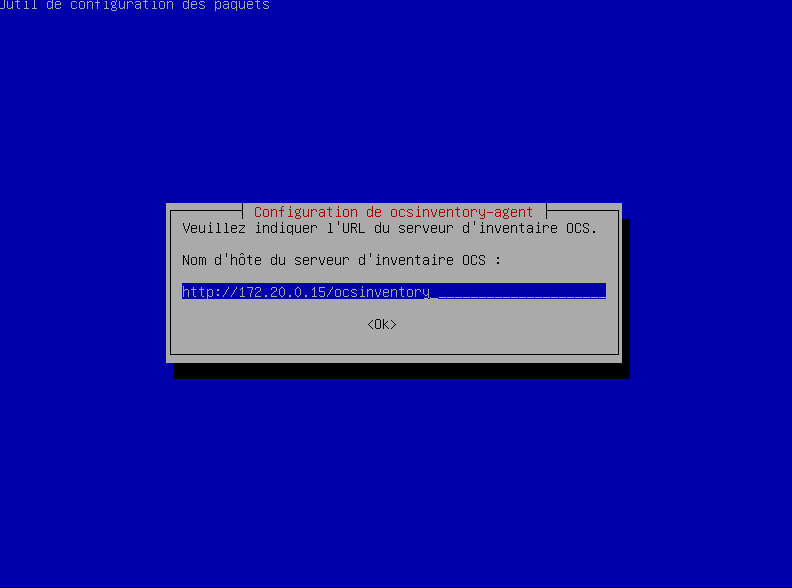 Outil de configuration des paquets
Configuration de ocsinventory-agent
Veuillez indiquer l'URL du serveur d'inventaire OCS.
Nom d'hôte du serveur d'inventaire OCS :
http://172.20.0.15/ocsinventory
<Ok>